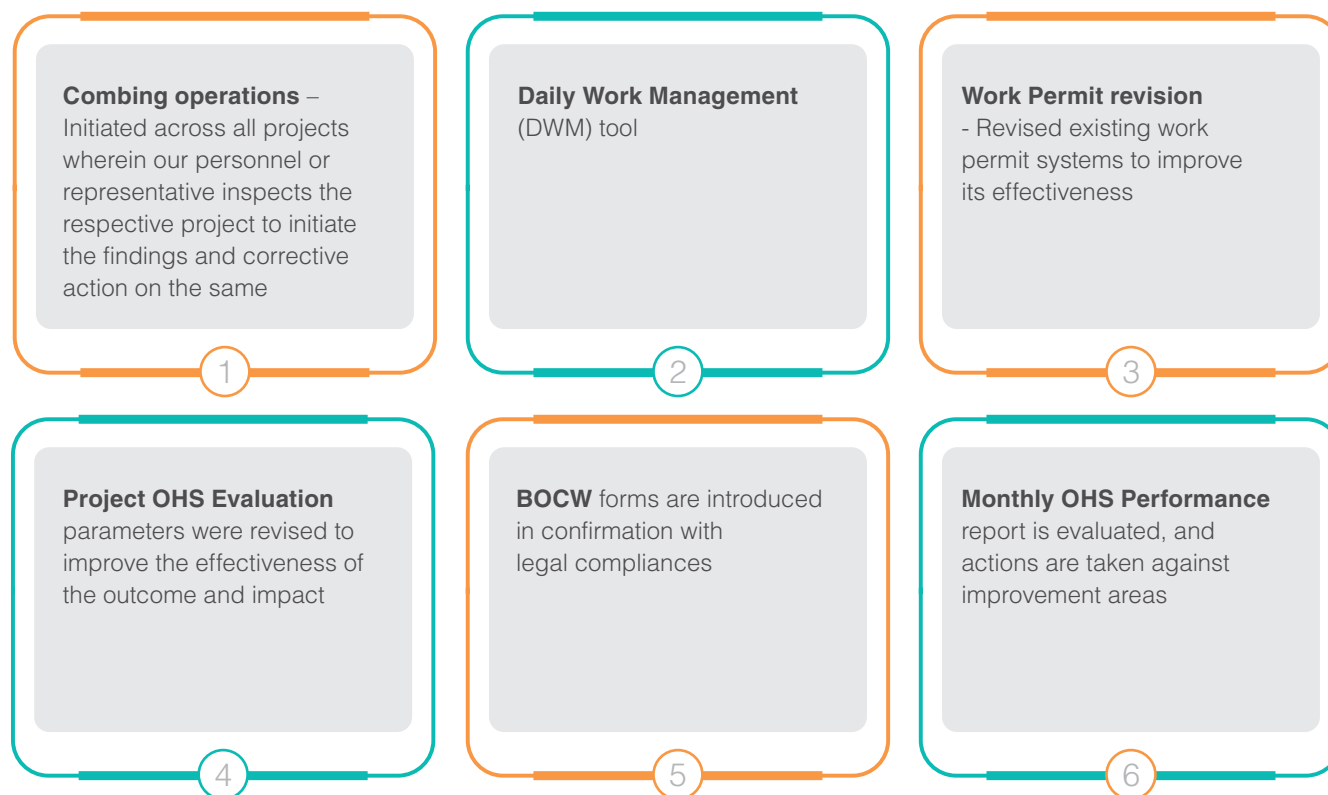 Combing operations –
Initiated across all projects
wherein our personnel or
representative inspects the
respective project to initiate
the findings and corrective
action on the same
1
Daily Work Management
(DWM) tool
2
Work Permit revision
- Revised existing work
permit systems to improve
its effectiveness
3
Project OHS Evaluation
parameters were revised to
improve the effectiveness of
the outcome and impact
4
BOCW forms are introduced
in confirmation with
legal compliances
5
Monthly OHS Performance
report is evaluated, and
actions are taken against
improvement areas
6